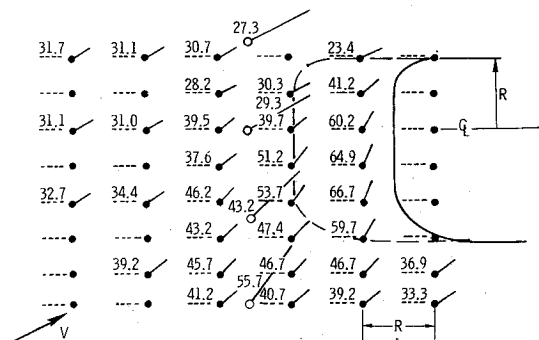 27.3
31.7 31.1 30.7 23.4
28.2 30.3 41.2 R
29.3
31.1 31.0 39.5 39.7 60.2 ℄
37.6 51.2 64.9
32.7 34.4 46.2 53.7 66.7
43.2
43.2 47.4 59.7
39.2 45.7 46.7 46.7 36.9
55.7
41.2 40.7 39.2 33.3
V R